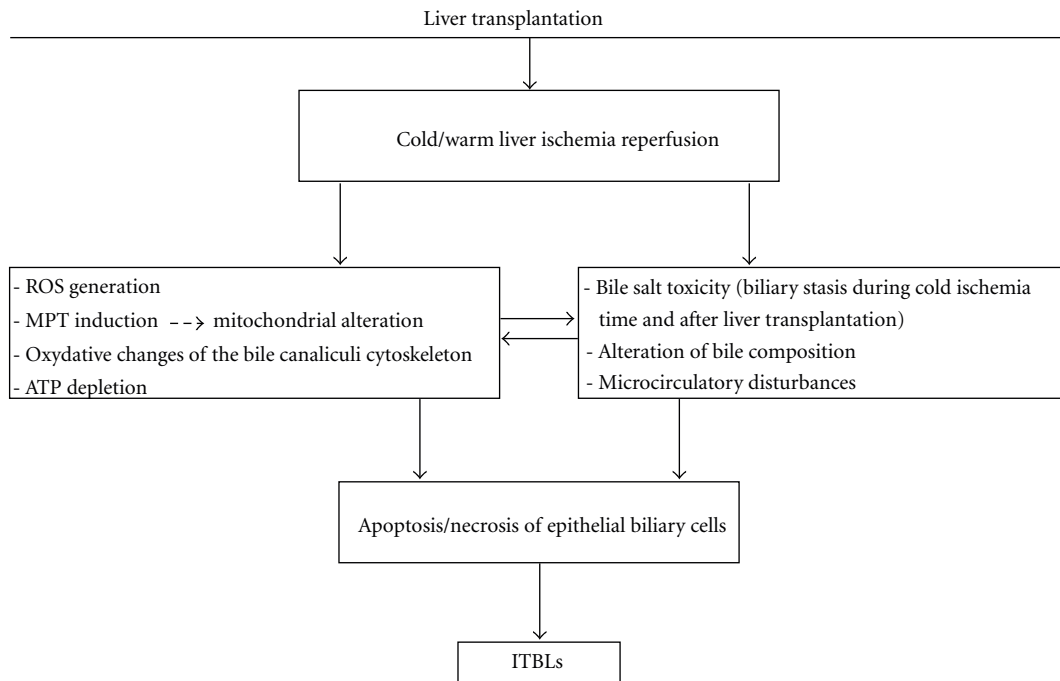 Liver transplantation
Cold/warm liver ischemia reperfusion
- ROS generation
- MPT induction --→ mitochondrial alteration
- Oxydative changes of the bile canaliculi cytoskeleton
- ATP depletion
- Bile salt toxicity (biliary stasis during cold ischemia
time and after liver transplantation)
- Alteration of bile composition
- Microcirculatory disturbances
Apoptosis/necrosis of epithelial biliary cells
ITBLs